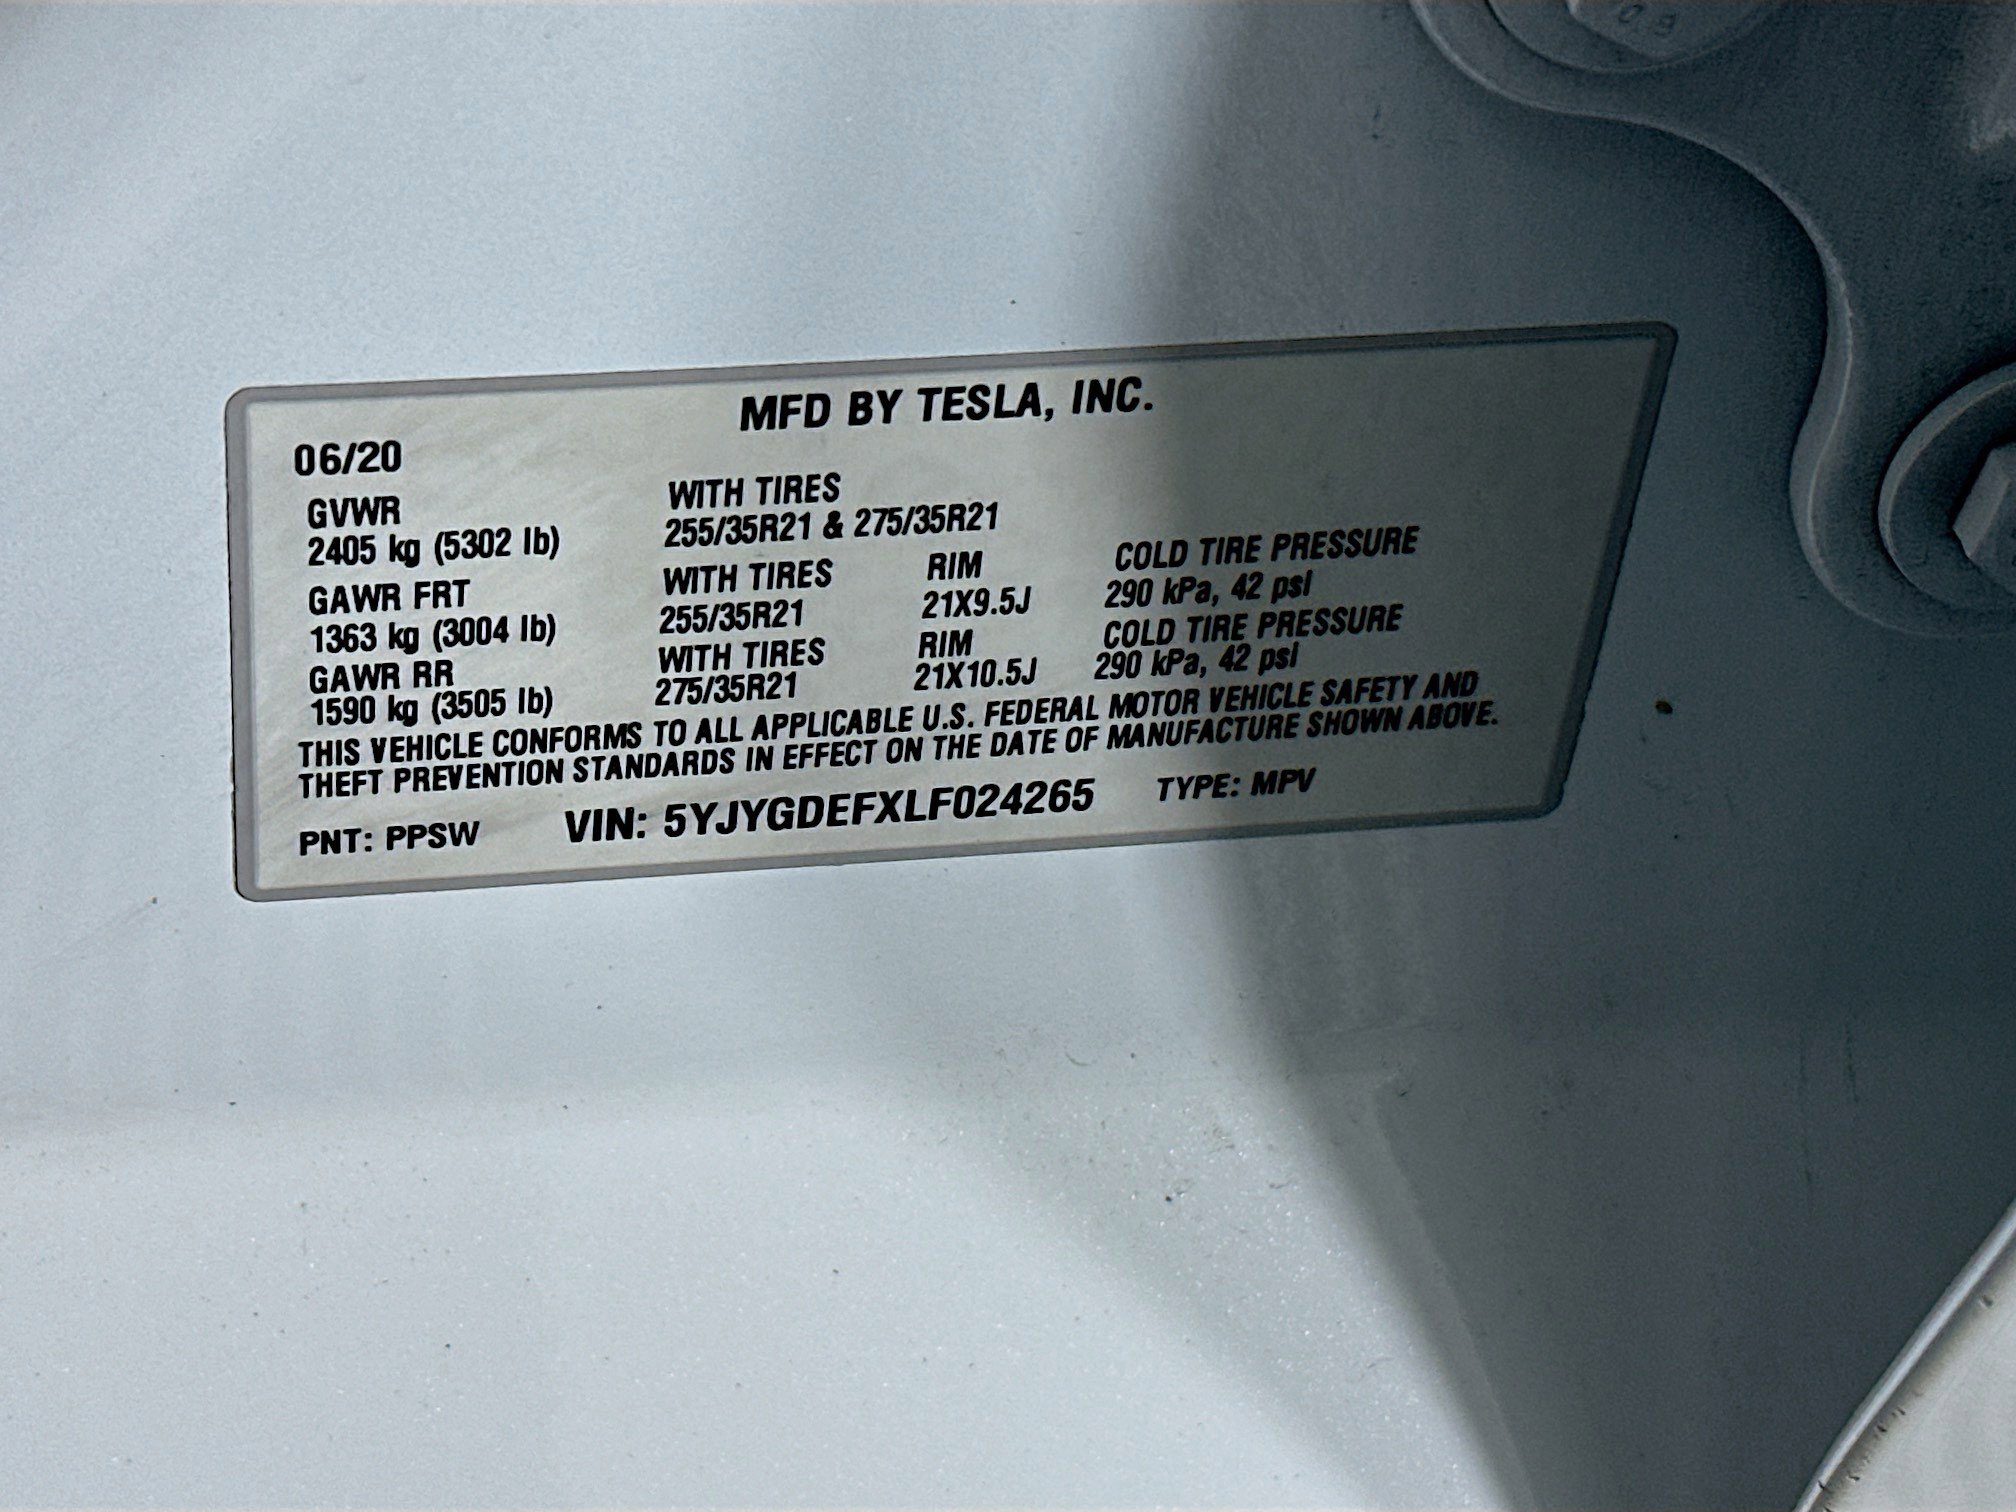 MFD BY TESLA, INC.
06/20
GVWR
2405 kg (5302 lb)
WITH TIRES
255/35R21 & 275/35R21
GAWR FRT
1363 kg (3004 lb)
WITH TIRES
255/35R21
RIM
21X9.5J
COLD TIRE PRESSURE
290 kPa, 42 psi
GAWR RR
1590 kg (3505 lb)
WITH TIRES
275/35R21
RIM
21X10.5J
COLD TIRE PRESSURE
290 kPa, 42 psi
THIS VEHICLE CONFORMS TO ALL APPLICABLE U.S. FEDERAL MOTOR VEHICLE SAFETY AND
THEFT PREVENTION STANDARDS IN EFFECT ON THE DATE OF MANUFACTURE SHOWN ABOVE.
PNT: PPSW VIN: 5YJYGDEFXLF024265 TYPE: MPV